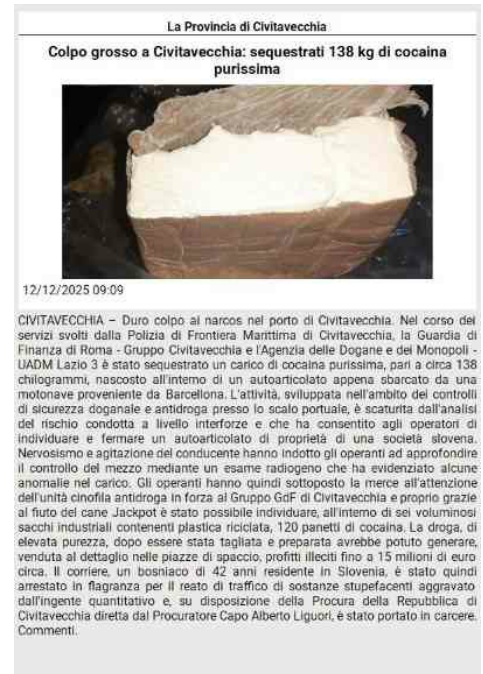 La Provincia di Civitavecchia
Colpo grosso a Civitavecchia: sequestrati 138 kg di cocaina
purissima
12/12/2025 09:09
CIVITAVECCHIA – Duro colpo ai narcos nel porto di Civitavecchia. Nel corso dei
servizi svolti dalla Polizia di Frontiera Marittima di Civitavecchia, la Guardia di
Finanza di Roma - Gruppo Civitavecchia e l'Agenzia delle Dogane e dei Monopoli -
UADM Lazio 3 è stato sequestrato un carico di cocaina purissima, pari a circa 138
chilogrammi, nascosto all'interno di un autoarticolato appena sbarcato da una
motonave proveniente da Barcellona. L'attività, sviluppata nell'ambito dei controlli
di sicurezza doganale e antidroga presso lo scalo portuale, è scaturita dall'analisi
del rischio condotta a livello interforze e che ha consentito agli operatori di
individuare e fermare un autoarticolato di proprietà di una società slovena.
Nervosismo e agitazione del conducente hanno indotto gli operanti ad approfondire
il controllo del mezzo mediante un esame radiogeno che ha evidenziato alcune
anomalie nel carico. Gli operanti hanno quindi sottoposto la merce all'attenzione
dell'unità cinofila antidroga in forza al Gruppo GdF di Civitavecchia e proprio grazie
al fiuto del cane Jackpot è stato possibile individuare, all'interno di sei voluminosi
sacchi industriali contenenti plastica riciclata, 120 panetti di cocaina. La droga, di
elevata purezza, dopo essere stata tagliata e preparata avrebbe potuto generare,
venduta al dettaglio nelle piazze di spaccio, profitti illeciti fino a 15 milioni di euro
circa. Il corriere, un bosniaco di 42 anni residente in Slovenia, è stato quindi
arrestato in flagranza per il reato di traffico di sostanze stupefacenti aggravato
dall'ingente quantitativo e, su disposizione della Procura della Repubblica di
Civitavecchia diretta dal Procuratore Capo Alberto Liguori, è stato portato in carcere.
Commenti.